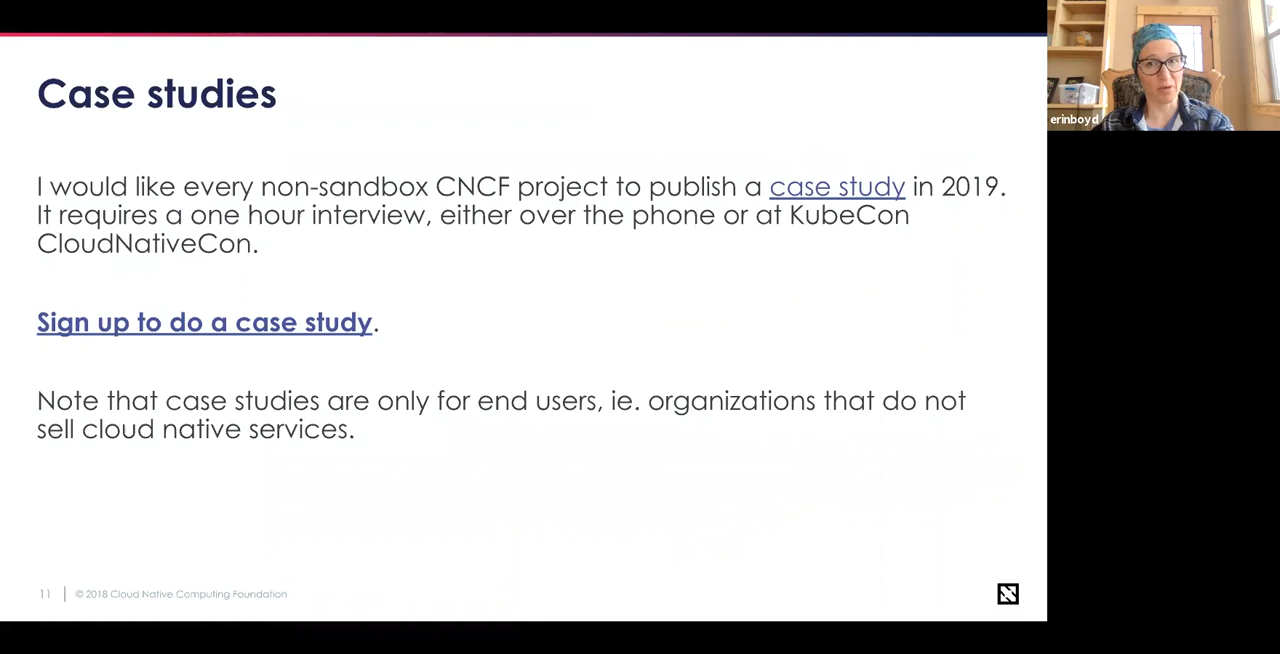 Case studies
I would like every non-sandbox CNCF project to publish a case study in 2019.
It requires a one hour interview, either over the phone or at KubeCon
CloudNativeCon.
Sign up to do a case study.
Note that case studies are only for end users, ie. organizations that do not
sell cloud native services.
11 | © 2018 Cloud Native Computing Foundation
erinboyd